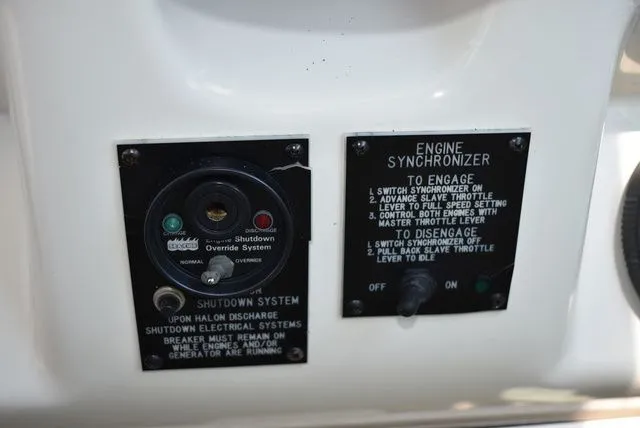 CHARGE
DISCHARGE
Engine Shutdown
Override System
NORMAL
OVERRIDE
SHUTDOWN SYSTEM
UPON HALON DISCHARGE
SHUTDOWN ELECTRICAL SYSTEMS
BREAKER MUST REMAIN ON
WHILE ENGINES AND/OR
GENERATOR ARE RUNNING
ENGINE
SYNCHRONIZER
TO ENGAGE
1. SWITCH SYNCHRONIZER ON
2. ADVANCE SLAVE THROTTLE
LEVER TO FULL SPEED SETTING
3. CONTROL BOTH ENGINES WITH
MASTER THROTTLE LEVER
TO DISENGAGE
1. SWITCH SYNCHRONIZER OFF
2. PULL BACK SLAVE THROTTLE
LEVER TO IDLE
OFF
ON